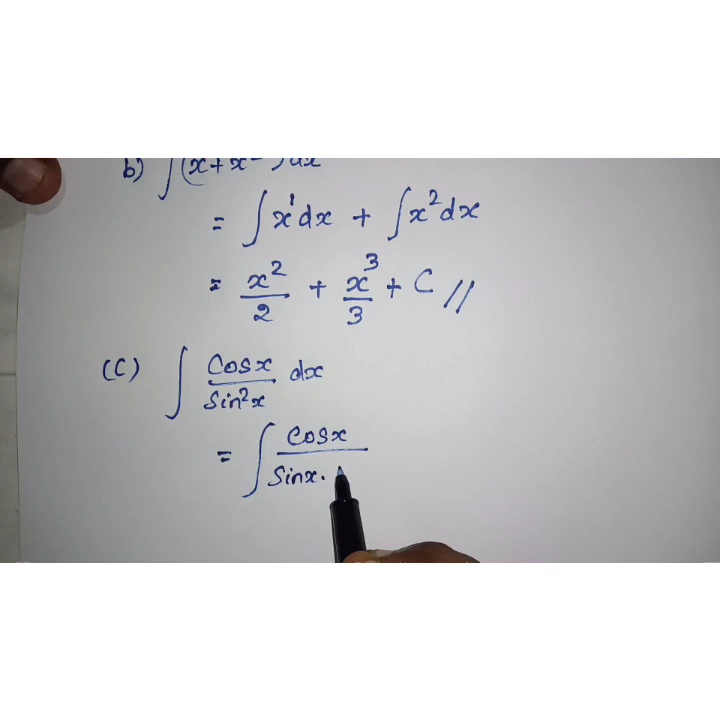 b) ∫(x+x
= ∫x¹dx + ∫x²dx
= x²/2 + x³/3 + C //
(C) ∫ Cosx/Sin²x dx
= ∫ Cosx/Sinx.